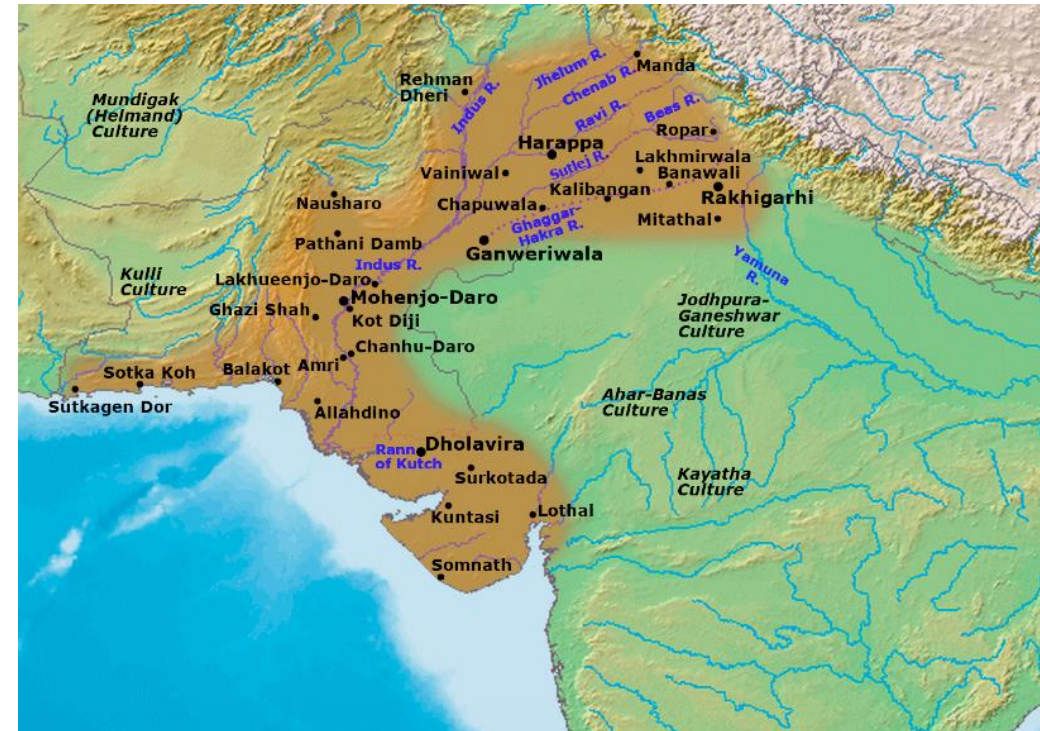 Jhelum R.
Manda
Rehman
Dheri
Chenab R.
Indus R.
Mundigak
(Helmand)
Culture
Ravi R.
Beas R.
Ropar
Harappa
Lakhmirwala
Sutlej R.
Vainiwal
Banawali
Kalibangan
Rakhigarhi
Nausharo
Chapuwala
Mitathal
Ghaggar-
Hakra R.
Pathani Damb
Ganweriwala
Indus R.
Yamuna
R.
Kulli
Culture
Lakhueenjo-Daro
Mohenjo-Daro
Jodhpura-
Ganeshwar
Culture
Ghazi Shah
Kot Diji
Chanhu-Daro
Sotka Koh
Balakot
Amri
Ahar-Banas
Culture
Sutkagen Dor
Allahdino
Dholavira
Rann
of Kutch
Surkotada
Kayatha
Culture
Kuntasi
Lothal
Somnath